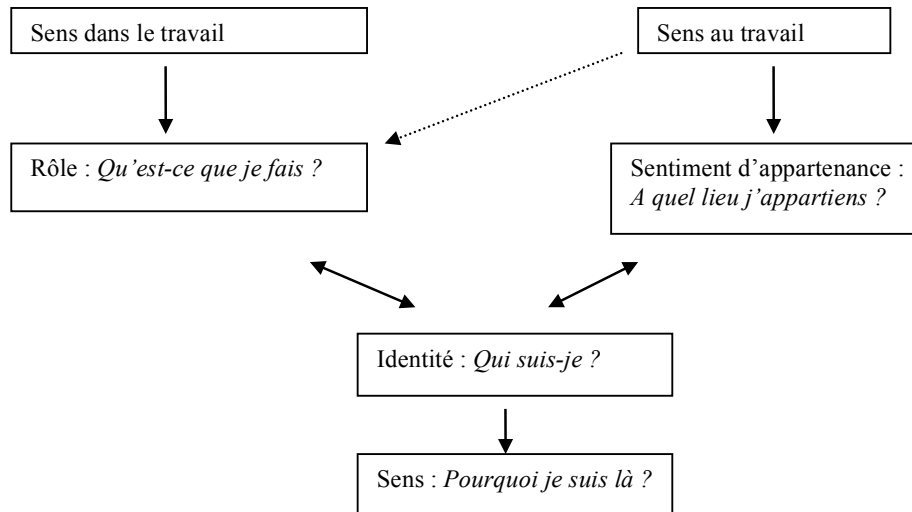 Sens dans le travail
Sens au travail
Rôle : Qu’est-ce que je fais ?
Sentiment d’appartenance :
A quel lieu j’appartiens ?
Identité : Qui suis-je ?
Sens : Pourquoi je suis là ?